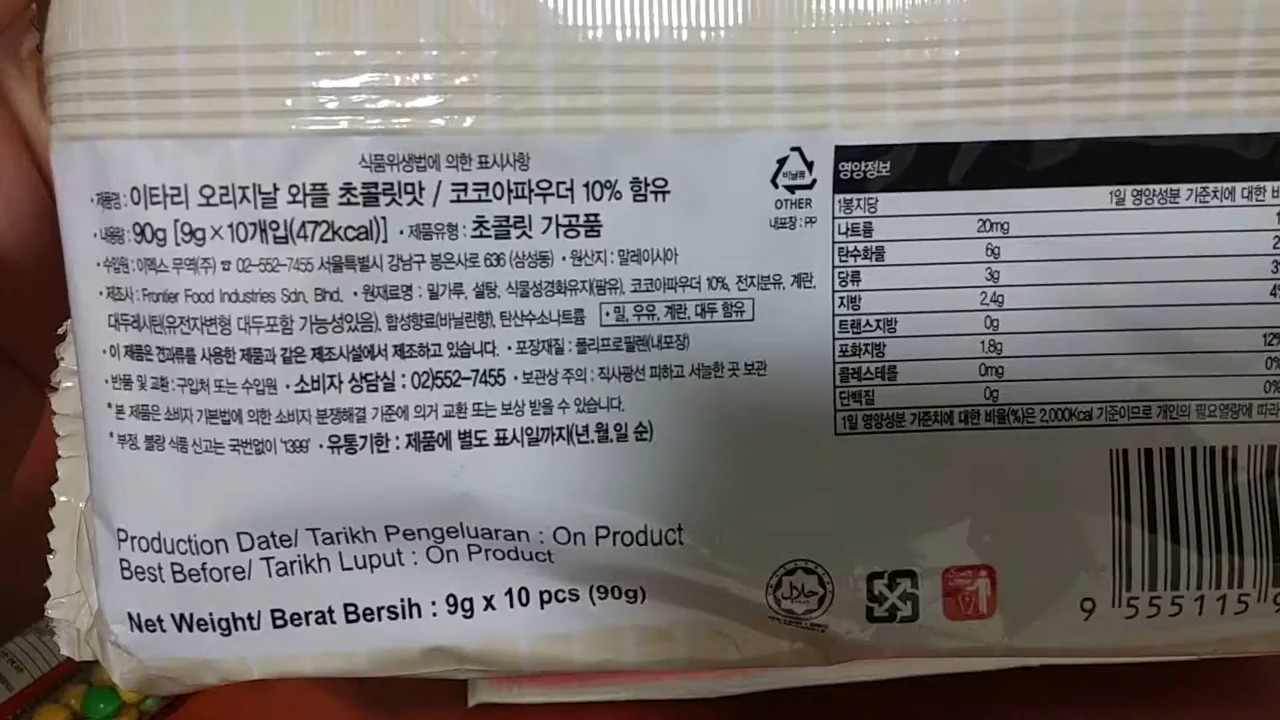 식품위생법에 의한 표시사항
·제품명 : 이타리 오리지날 와플 초콜릿맛 / 코코아파우더 10% 함유
·내용량 : 90g [9g×10개입(472kcal)] ·제품유형 : 초콜릿 가공품
·수입원 : 이멕스 무역(주) ☎ 02-552-7455 서울특별시 강남구 봉은사로 636 (삼성동) ·원산지 : 말레이시아
·제조사 : Frontier Food Industries Sdn. Bhd. ·원재료명 : 밀가루, 설탕, 식물성경화유지(팜유), 코코아파우더 10%, 전지분유, 계란,
대두레시틴(유전자변형 대두포함 가능성있음), 합성향료(바닐린향), 탄산수소나트륨 ·밀, 우유, 계란, 대두 함유
·이 제품은 견과류를 사용한 제품과 같은 제조시설에서 제조하고 있습니다. ·포장재질 : 폴리프로필렌(내포장)
·반품 및 교환 : 구입처 또는 수입원 ·소비자 상담실 : 02)552-7455 ·보관상 주의 : 직사광선 피하고 서늘한 곳 보관
*본 제품은 소비자 기본법에 의한 소비자 분쟁해결 기준에 의거 교환 또는 보상 받을 수 있습니다.
*부정, 불량 식품 신고는 국번없이 '1399' ·유통기한 : 제품에 별도 표시일까지(년.월.일 순)
비닐류
OTHER
내포장 : PP
영양정보
1봉지당 1일 영양성분 기준치에 대한
나트륨 20mg
탄수화물 6g
당류 3g
지방 2.4g 4%
트랜스지방 0g
포화지방 1.8g 12%
콜레스테롤 0mg 0%
단백질 0g 0%
1일 영양성분 기준치에 대한 비율(%)은 2,000Kcal 기준이므로 개인의 필요열량에 따라
Production Date/ Tarikh Pengeluaran : On Product
Best Before/ Tarikh Luput : On Product
Net Weight/ Berat Bersih : 9g x 10 pcs (90g)
حلال
9 555115